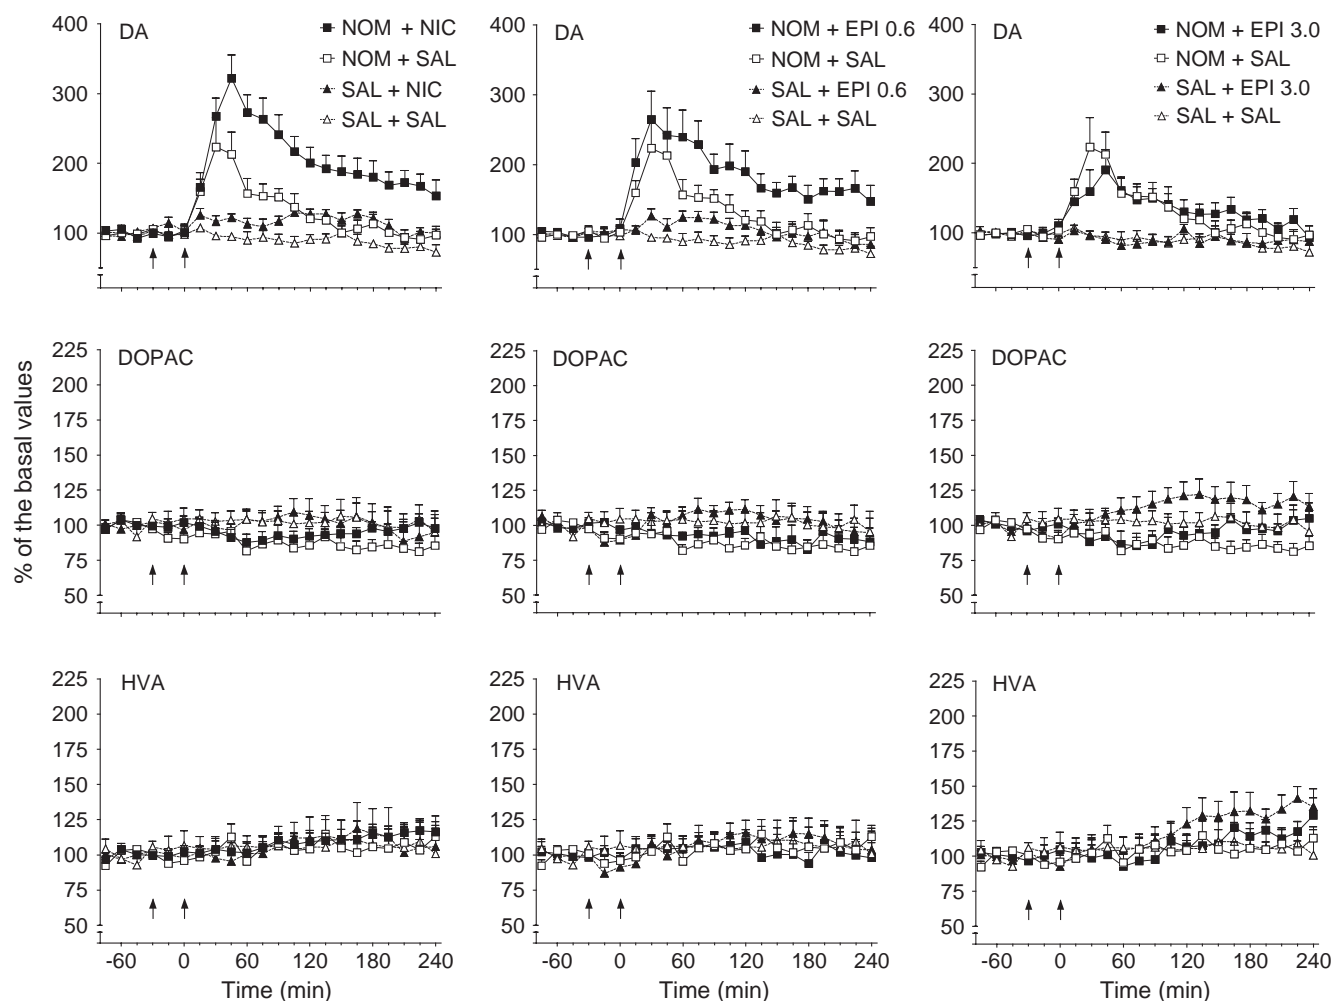 DA
NOM + NIC
NOM + SAL
SAL + NIC
SAL + SAL
400
300
200
100
DA
NOM + EPI 0.6
NOM + SAL
SAL + EPI 0.6
SAL + SAL
400
300
200
100
DA
NOM + EPI 3.0
NOM + SAL
SAL + EPI 3.0
SAL + SAL
400
300
200
100
% of the basal values
DOPAC
225
200
175
150
125
100
75
50
DOPAC
225
200
175
150
125
100
75
50
DOPAC
225
200
175
150
125
100
75
50
HVA
225
200
175
150
125
100
75
50
-60 0 60 120 180 240
Time (min)
HVA
225
200
175
150
125
100
75
50
-60 0 60 120 180 240
Time (min)
HVA
225
200
175
150
125
100
75
50
-60 0 60 120 180 240
Time (min)